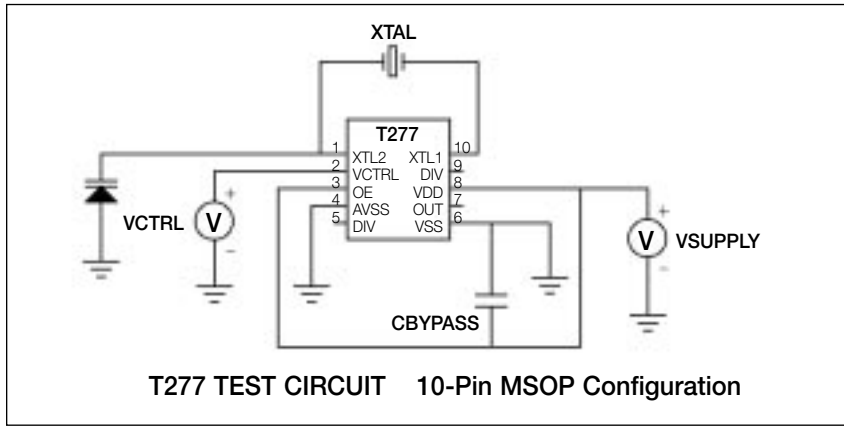 XTAL
T277
1 XTL2 XTL1 10
2 VCTRL DIV 9
3 OE VDD 8
4 AVSS OUT 7
5 DIV VSS 6
+ VCTRL V −
+ V VSUPPLY −
CBYPASS
T277 TEST CIRCUIT 10-Pin MSOP Configuration